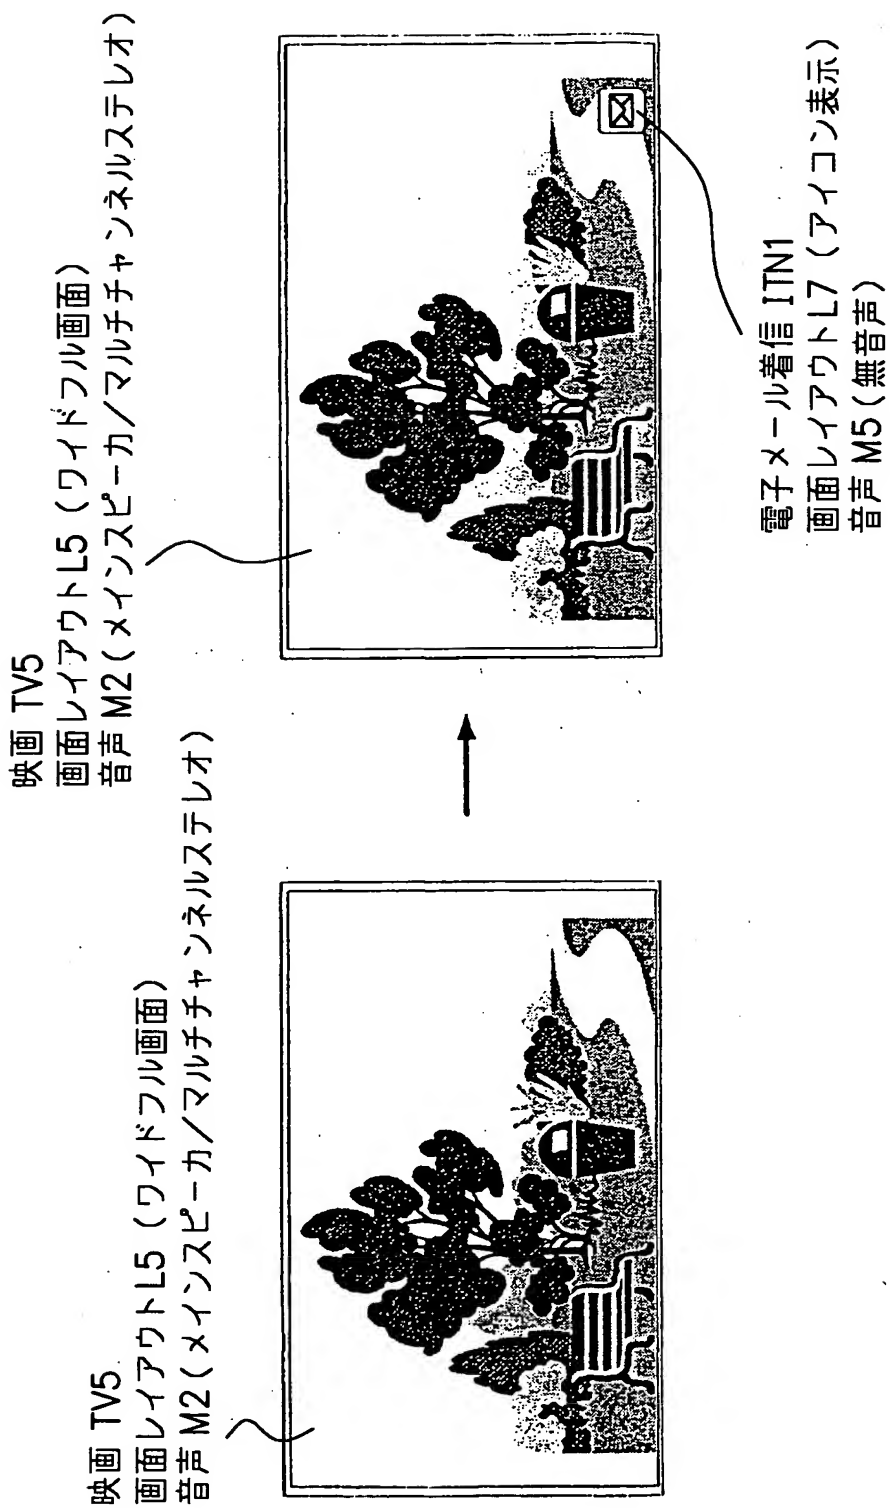 映画 TV5
画面レイアウトL5（ワイドフル画面）
音声 M2（メインスピーカ／マルチチャンネルステレオ）
映画 TV5
画面レイアウトL5（ワイドフル画面）
音声 M2（メインスピーカ／マルチチャンネルステレオ）
電子メール着信 ITN1
画面レイアウトL7（アイコン表示）
音声 M5（無音声）